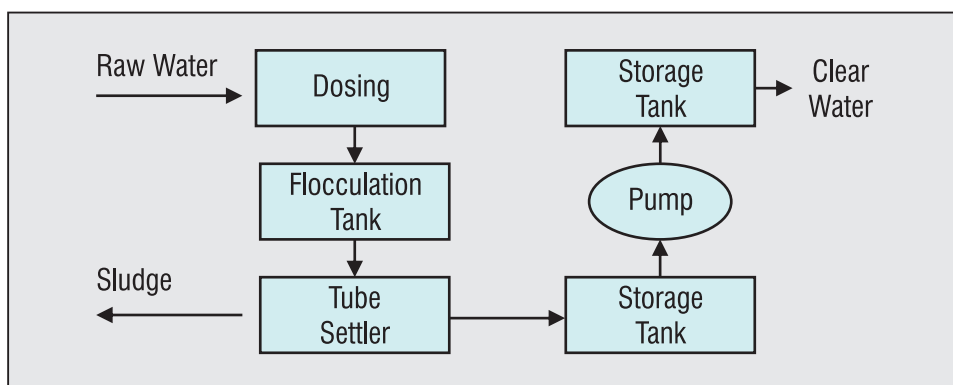 Raw Water
Dosing
Flocculation
Tank
Sludge
Tube
Settler
Storage
Tank
Pump
Storage
Tank
Clear
Water